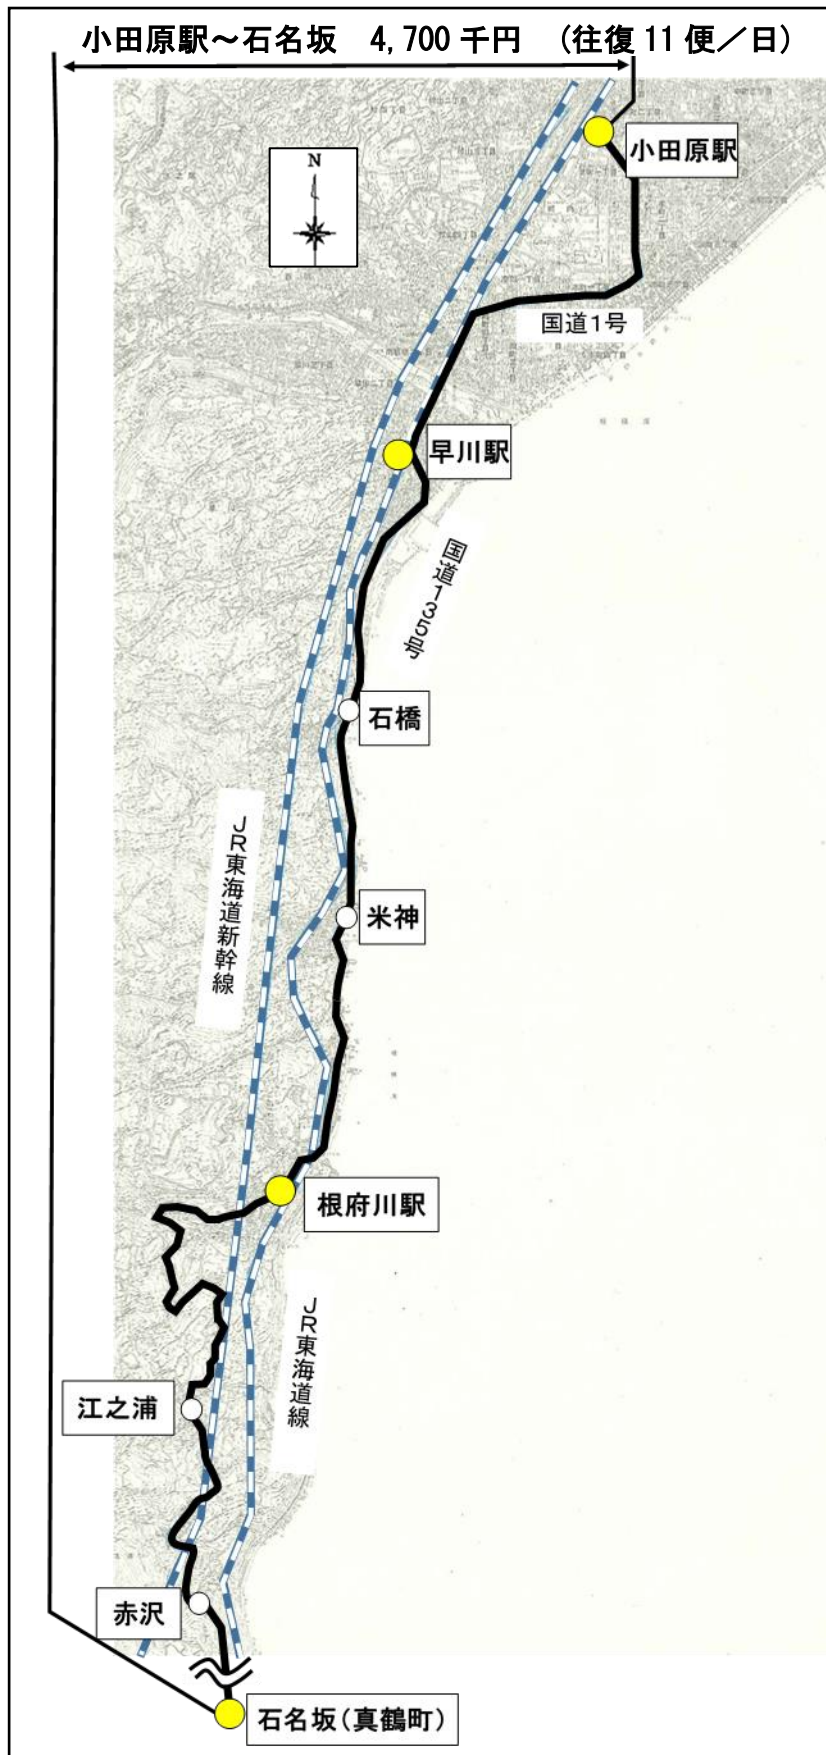 小田原駅～石名坂　4,700千円　(往復11便／日)
N
小田原駅
国道1号
早川駅
国道135号
石橋
JR東海道新幹線
米神
根府川駅
JR東海道線
江之浦
赤沢
石名坂(真鶴町)